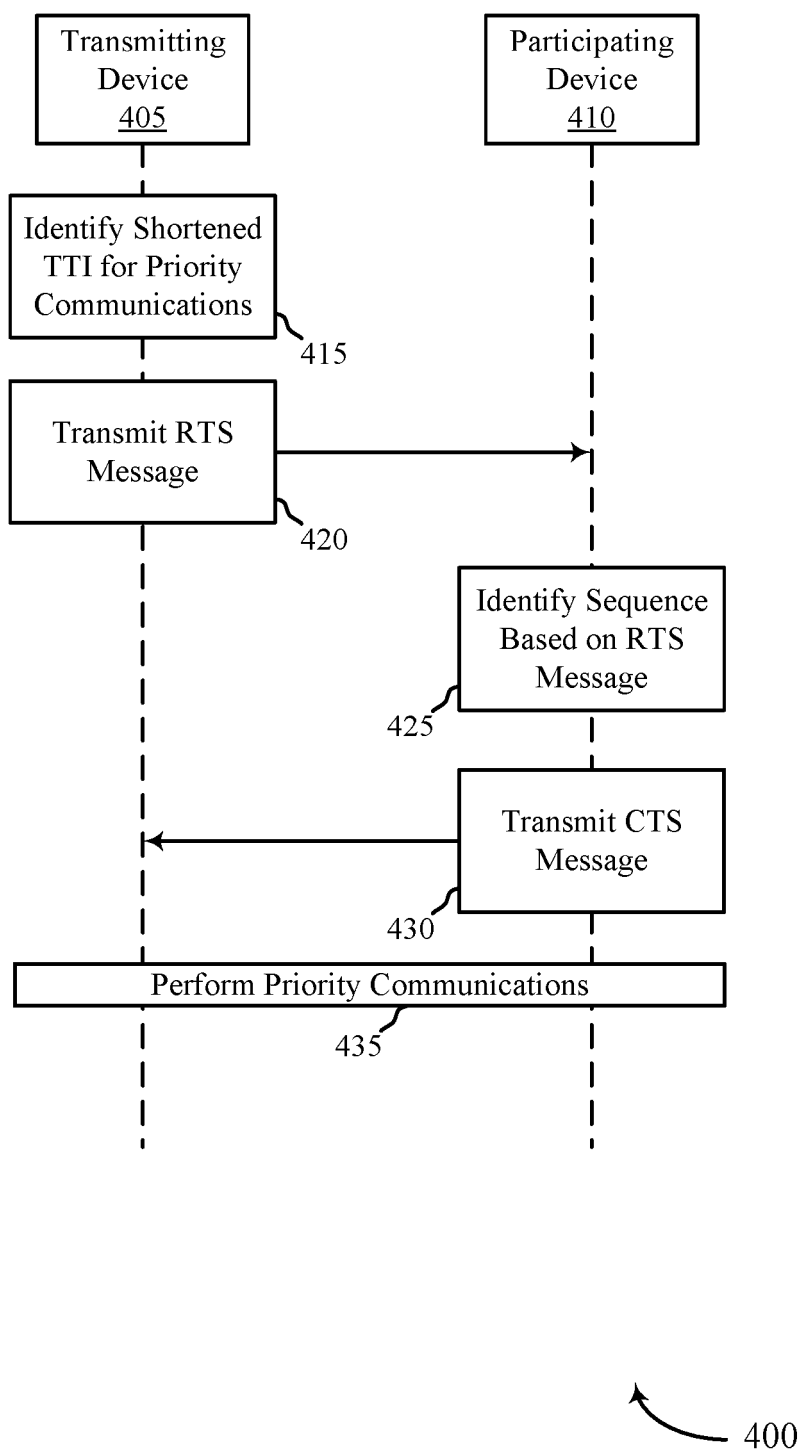 Transmitting
Device
405
Participating
Device
410
Identify Shortened
TTI for Priority
Communications
415
Transmit RTS
Message
420
Identify Sequence
Based on RTS
Message
425
Transmit CTS
Message
430
Perform Priority Communications
435
400